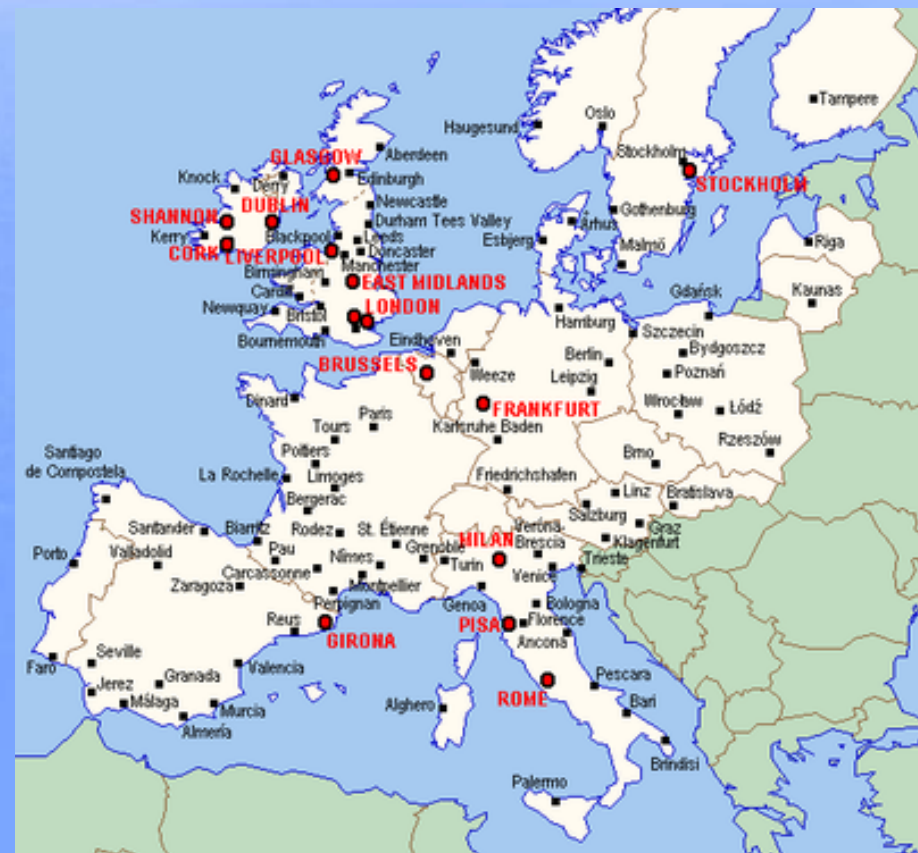 Tampere
Oslo
Haugesund
Stockholm
STOCKHOLM
GLASGOW
Aberdeen
Edinburgh
Knock
Derry
Newcastle
SHANNON
DUBLIN
Durham Tees Valley
Gothenburg
Kerry
Blackpool
Leeds
Esbjerg
Århus
Riga
CORK
LIVERPOOL
Doncaster
Malmö
Manchester
Birmingham
EAST MIDLANDS
Gdańsk
Kaunas
Cardiff
Newquay
Bristol
LONDON
Hamburg
Szczecin
Bournemouth
Eindhoven
Berlin
Bydgoszcz
BRUSSELS
Weeze
Leipzig
Poznań
Dinard
Paris
FRANKFURT
Wrocław
Łódź
Tours
Karlsruhe Baden
Rzeszów
Santiago
de Compostela
Poitiers
Brno
La Rochelle
Limoges
Friedrichshafen
Linz
Bratislava
Bergerac
Salzburg
Santander
Biarritz
Rodez
St. Étienne
Verona
Graz
Porto
Valladolid
Pau
Nîmes
Grenoble
MILAN
Brescia
Klagenfurt
Turin
Trieste
Zaragoza
Carcassonne
Montpellier
Venice
Perpignan
Genoa
Bologna
Reus
GIRONA
PISA
Florence
Ancona
Faro
Seville
Valencia
Jerez
Granada
ROME
Pescara
Málaga
Murcia
Alghero
Bari
Almería
Brindisi
Palermo